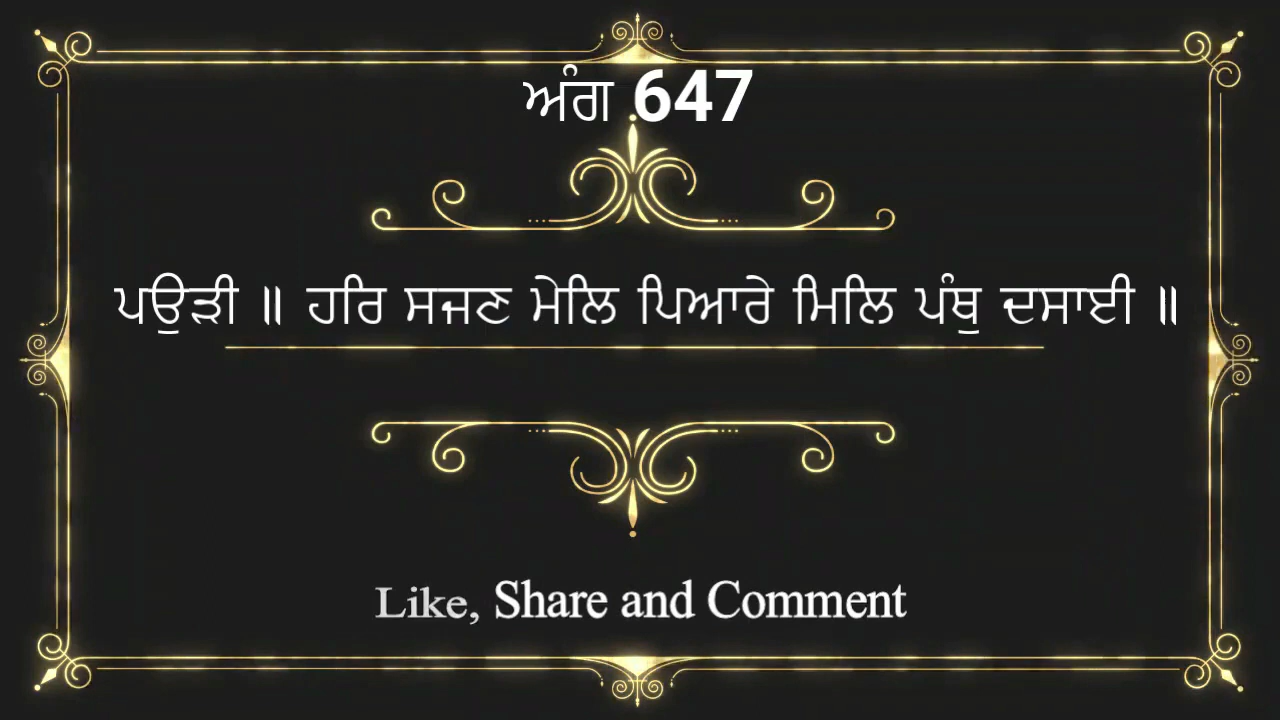 ਅੰਗ 647
ਪਉੜੀ ॥ ਹਰਿ ਸਜਣ ਮੇਲਿ ਪਿਆਰੇ ਮਿਲਿ ਪੰਥੁ ਦਸਾਈ ॥
Like, Share and Comment